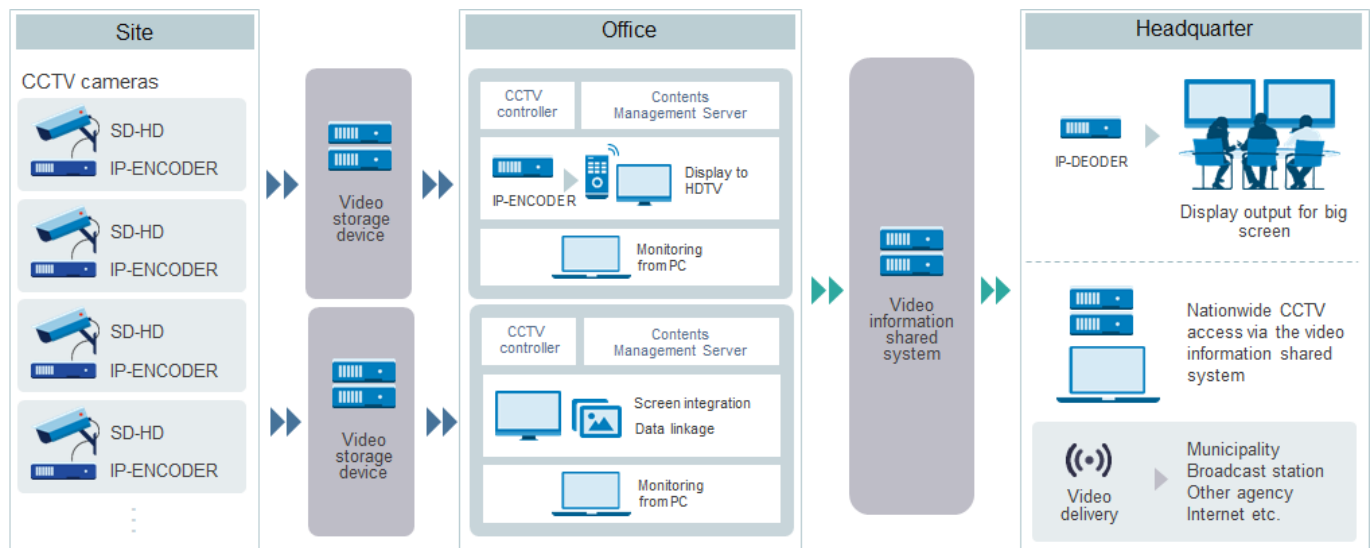 Site
CCTV cameras
SD-HD
IP-ENCODER
SD-HD
IP-ENCODER
SD-HD
IP-ENCODER
SD-HD
IP-ENCODER
Video
storage
device
Video
storage
device
Office
CCTV
controller
Contents
Management Server
IP-ENCODER
Display to
HDTV
Monitoring
from PC
CCTV
controller
Contents
Management Server
Screen integration
Data linkage
Monitoring
from PC
Video
information
shared
system
Headquarter
IP-DEODER
Display output for big
screen
Nationwide CCTV
access via the video
information shared
system
Video
delivery
Municipality
Broadcast station
Other agency
Internet etc.